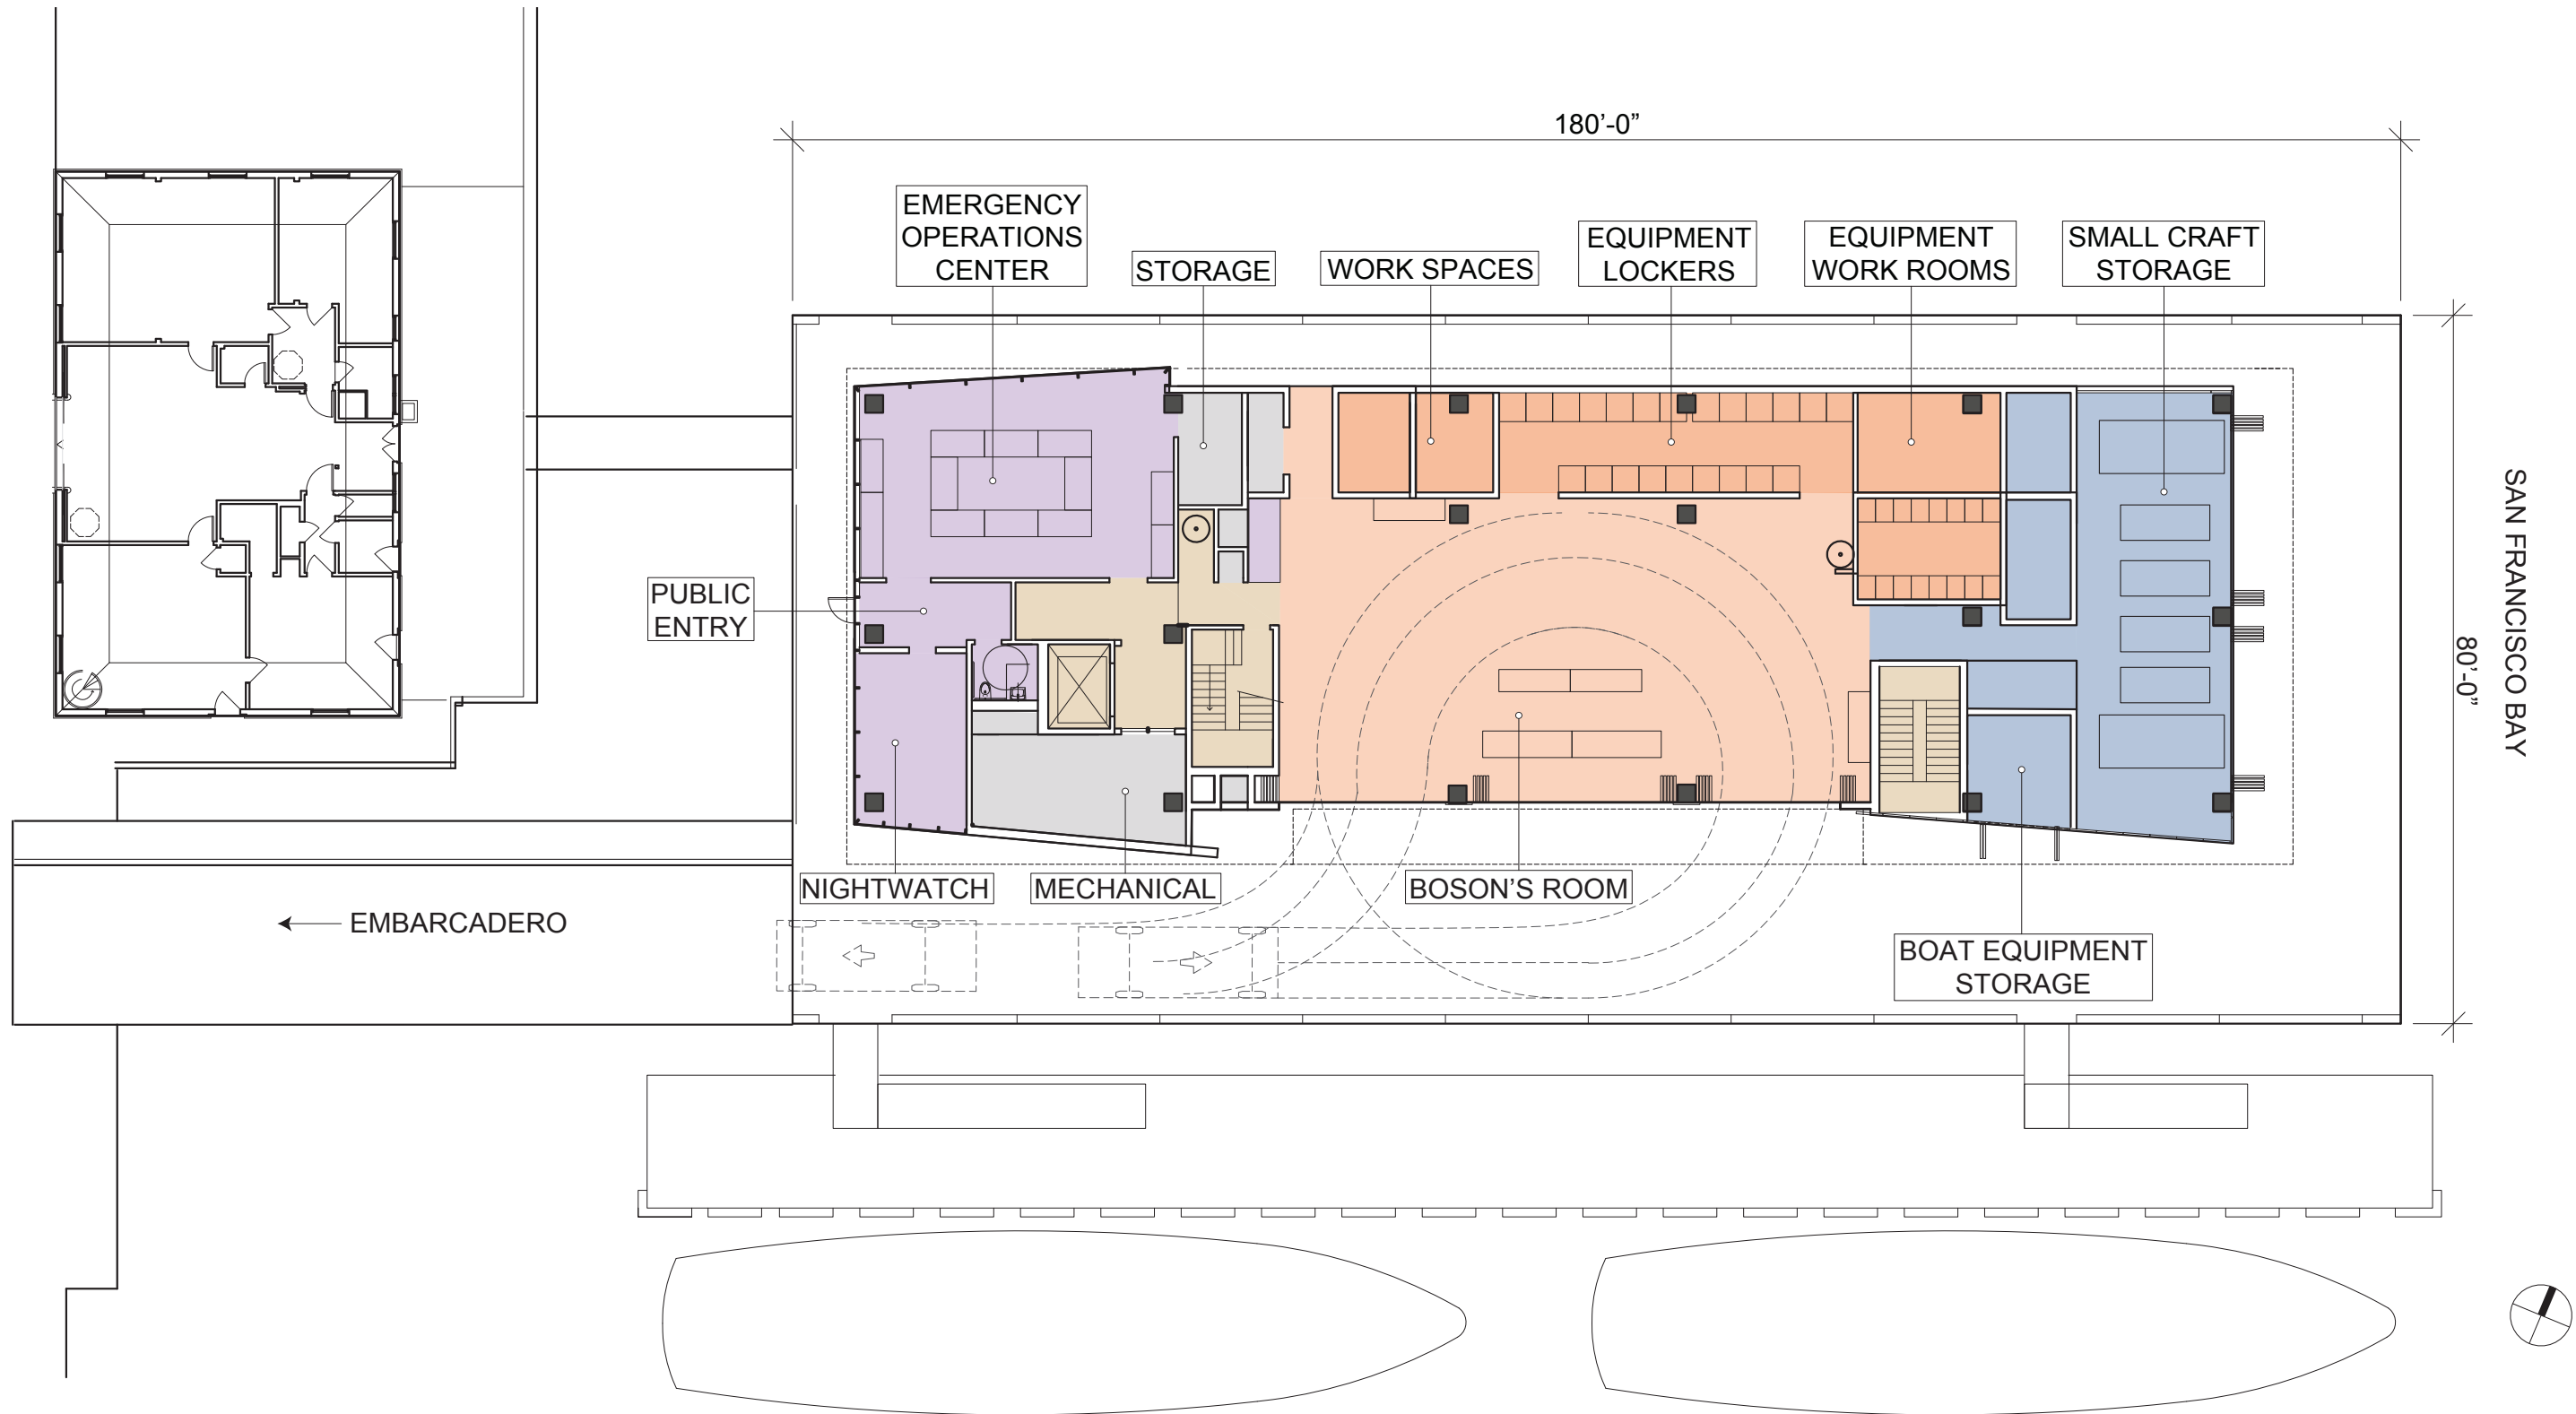 180’-0”
EMERGENCY
OPERATIONS
CENTER
STORAGE
WORK SPACES
EQUIPMENT
LOCKERS
EQUIPMENT
WORK ROOMS
SMALL CRAFT
STORAGE
PUBLIC
ENTRY
80’-0”
SAN FRANCISCO BAY
NIGHTWATCH
MECHANICAL
BOSON’S ROOM
EMBARCADERO
BOAT EQUIPMENT
STORAGE